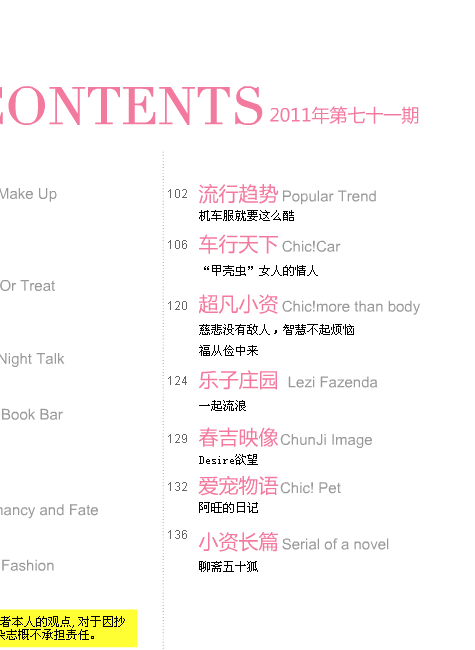 CONTENTS 2011年第七十一期
Make Up
Or Treat
Night Talk
Book Bar
nancy and Fate
Fashion
者本人的观点,对于因抄
杂志概不承担责任。
102 流行趋势 Popular Trend
机车服就要这么酷
106 车行天下 Chic!Car
“甲壳虫”女人的情人
120 超凡小资 Chic!more than body
慈悲没有敌人，智慧不起烦恼
福从俭中来
124 乐子庄园 Lezi Fazenda
一起流浪
129 春吉映像 ChunJi Image
Desire欲望
132 爱宠物语 Chic! Pet
阿旺的日记
136 小资长篇 Serial of a novel
聊斋五十狐